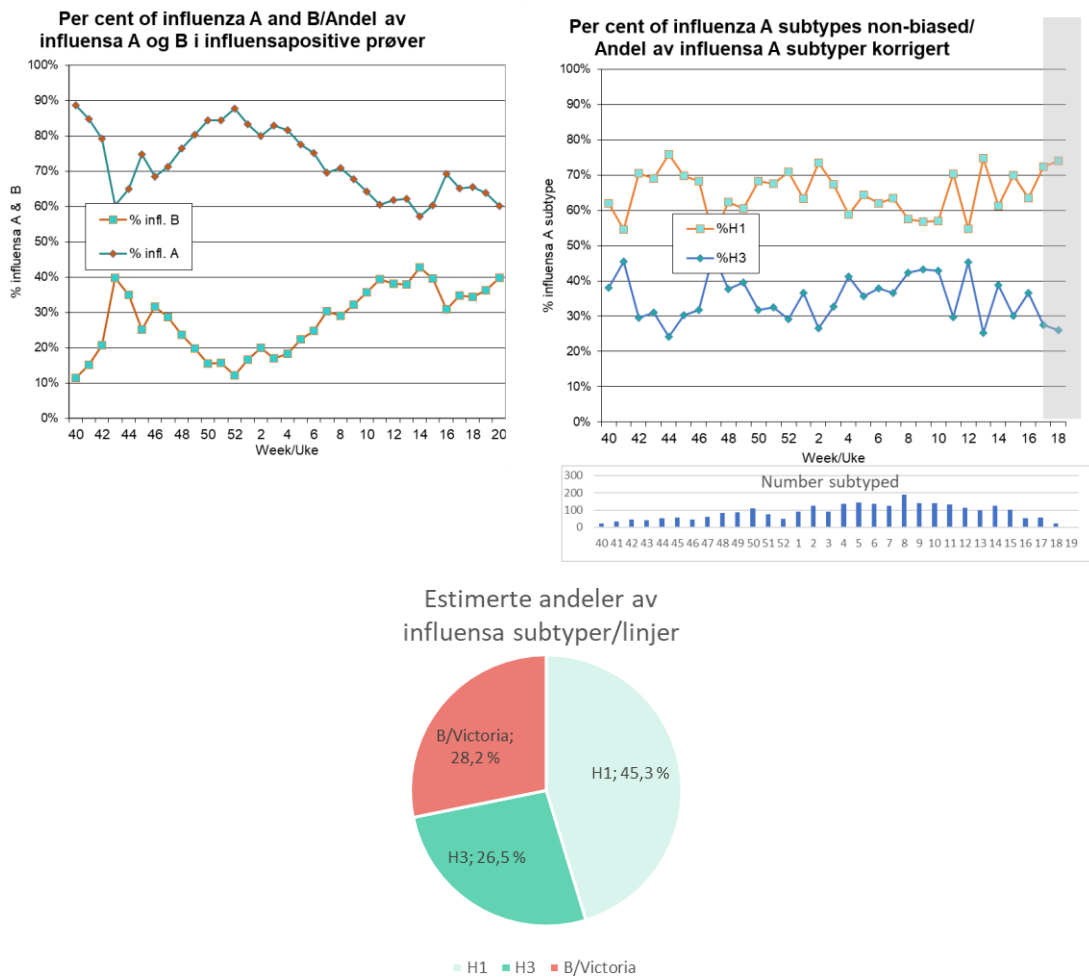 Per cent of influenza A and B/Andel av
influensa A og B i influensapositive prøver
100%
90%
80%
70%
60%
50%
40%
30%
20%
10%
0%
% influensa A & B
% infl. B
% infl. A
40 42 44 46 48 50 52 2 4 6 8 10 12 14 16 18 20
Week/Uke
Per cent of influenza A subtypes non-biased/
Andel av influensa A subtyper korrigert
100%
90%
80%
70%
60%
50%
40%
30%
20%
10%
0%
% influensa A subtype
%H1
%H3
40 42 44 46 48 50 52 2 4 6 8 10 12 14 16 18
Week/Uke
Number subtyped
300
200
100
0
40 41 42 43 44 45 46 47 48 49 50 51 52 1 2 3 4 5 6 7 8 9 10 11 12 13 14 15 16 17 18 19
Estimerte andeler av
influensa subtyper/linjer
B/Victoria;
28,2 %
H1; 45,3 %
H3; 26,5 %
H1 H3 B/Victoria